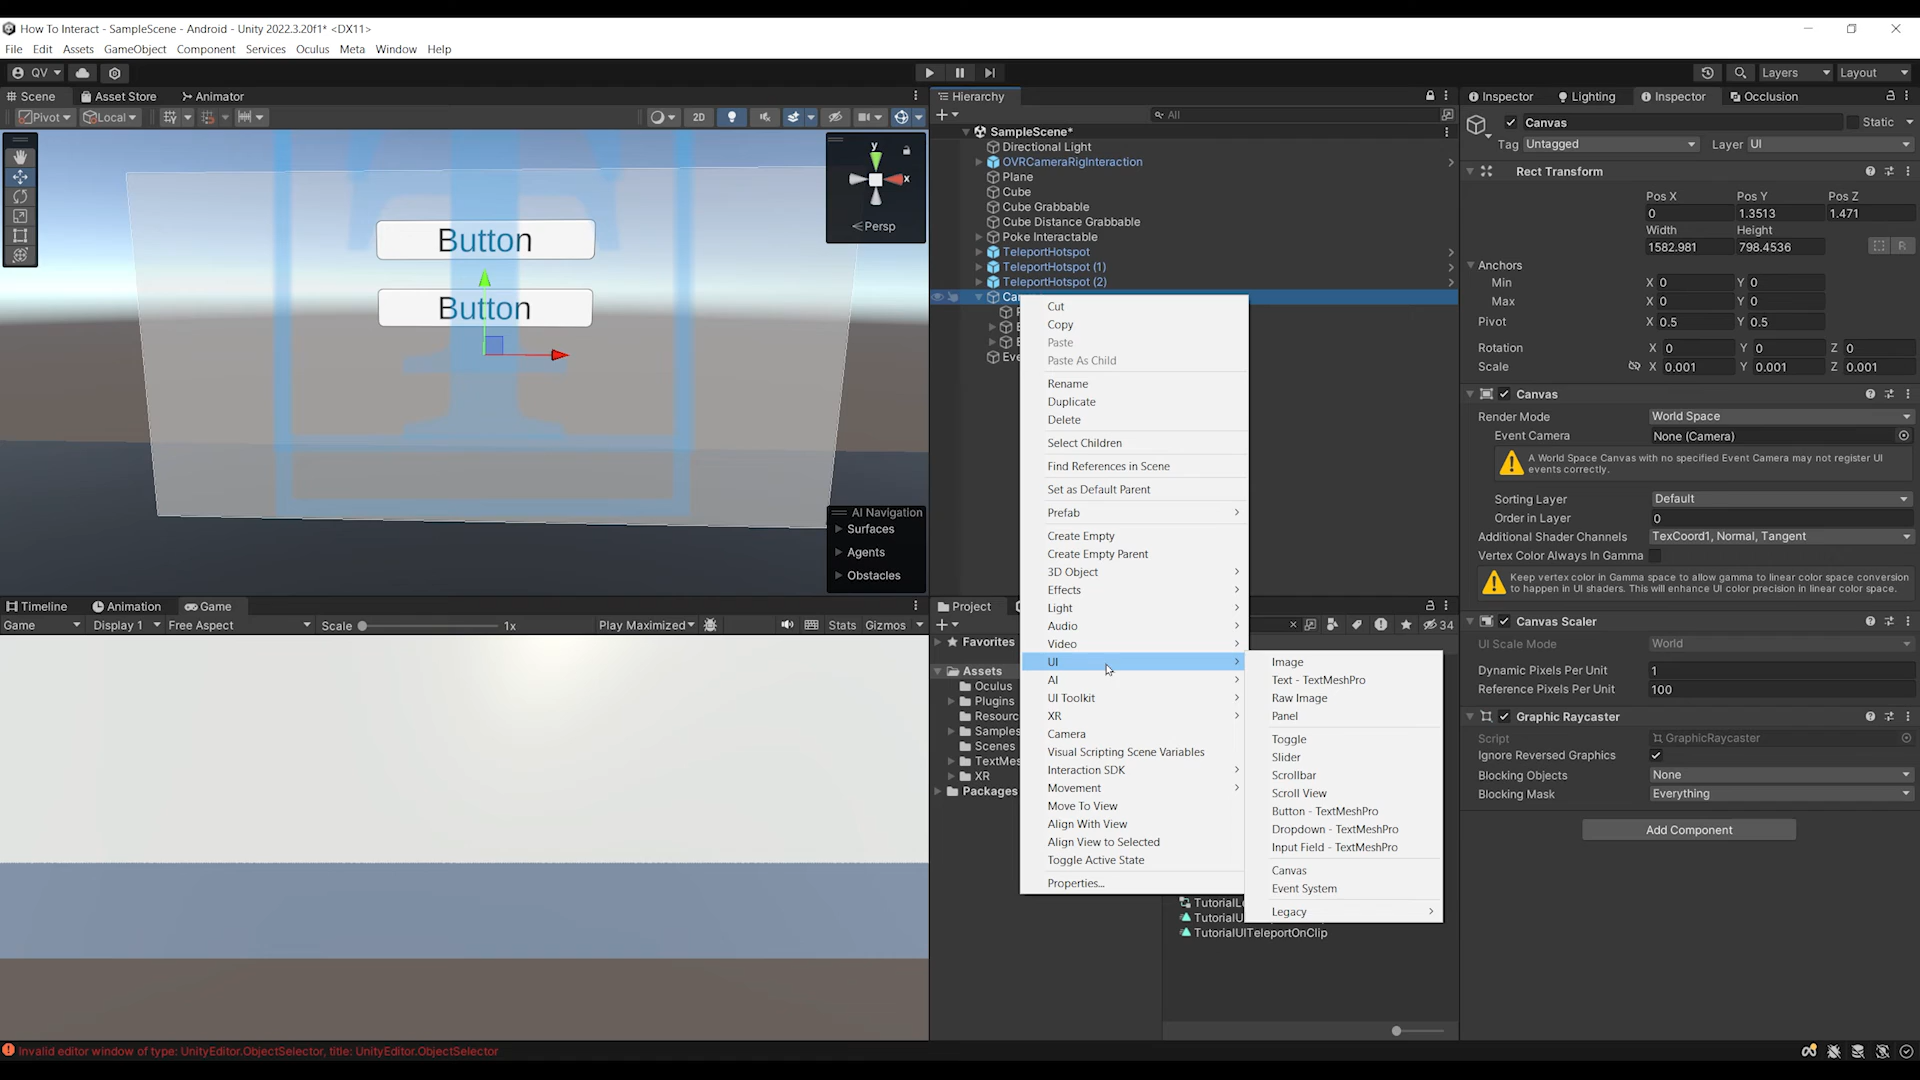 How To Interact - SampleScene - Android - Unity 2022.3.20f1* <DX11>
File Edit Assets GameObject Component Services Oculus Meta Window Help
QV Layers Layout
Scene Asset Store Animator
Pivot Local 2D
Button
Button
y
x
Persp
AI Navigation
Surfaces
Agents
Obstacles
Timeline Animation Game
Game Display 1 Free Aspect Scale 1x Play Maximized Stats Gizmos
Hierarchy
All
SampleScene*
Directional Light
OVRCameraRigInteraction
Plane
Cube
Cube Grabbable
Cube Distance Grabbable
Poke Interactable
TeleportHotspot
TeleportHotspot (1)
TeleportHotspot (2)
Cut
Copy
Paste
Paste As Child
Rename
Duplicate
Delete
Select Children
Find References in Scene
Set as Default Parent
Prefab
Create Empty
Create Empty Parent
3D Object
Effects
Light
Audio
Video
UI
AI
UI Toolkit
XR
Camera
Visual Scripting Scene Variables
Interaction SDK
Movement
Move To View
Align With View
Align View to Selected
Toggle Active State
Properties...
Image
Text - TextMeshPro
Raw Image
Panel
Toggle
Slider
Scrollbar
Scroll View
Button - TextMeshPro
Dropdown - TextMeshPro
Input Field - TextMeshPro
Canvas
Event System
Legacy
Project
34
Favorites
Assets
Oculus
Plugins
Resourc
Samples
Scenes
TextMes
XR
Packages
TutorialL
TutorialU
TutorialUITeleportOnClip
Inspector Lighting Inspector Occlusion
Canvas Static
Tag Untagged Layer UI
Rect Transform
Pos X Pos Y Pos Z
0 1.3513 1.471
Width Height
1582.981 798.4536 R
Anchors
Min X 0 Y 0
Max X 0 Y 0
Pivot X 0.5 Y 0.5
Rotation X 0 Y 0 Z 0
Scale X 0.001 Y 0.001 Z 0.001
Canvas
Render Mode World Space
Event Camera None (Camera)
A World Space Canvas with no specified Event Camera may not register UI
events correctly.
Sorting Layer Default
Order in Layer 0
Additional Shader Channels TexCoord1, Normal, Tangent
Vertex Color Always In Gamma
Keep vertex color in Gamma space to allow gamma to linear color space conversion
to happen in UI shaders. This will enhance UI color precision in linear color space.
Canvas Scaler
UI Scale Mode World
Dynamic Pixels Per Unit 1
Reference Pixels Per Unit 100
Graphic Raycaster
Script GraphicRaycaster
Ignore Reversed Graphics
Blocking Objects None
Blocking Mask Everything
Add Component
Invalid editor window of type: UnityEditor.ObjectSelector, title: UnityEditor.ObjectSelector